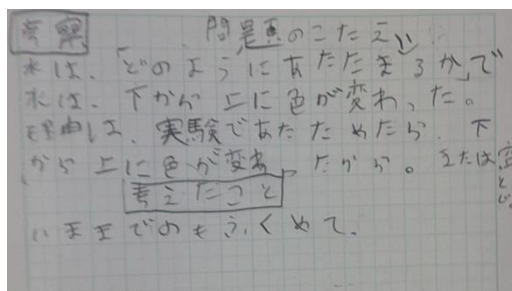 考察 問題のこたえ
水は、どのようにあたたまるか、で
水は、下から上に色が変わった。
理由は、実験であたためたら、下
から上に色が変わったから。または
考えたこと
いままでのもふくめて、